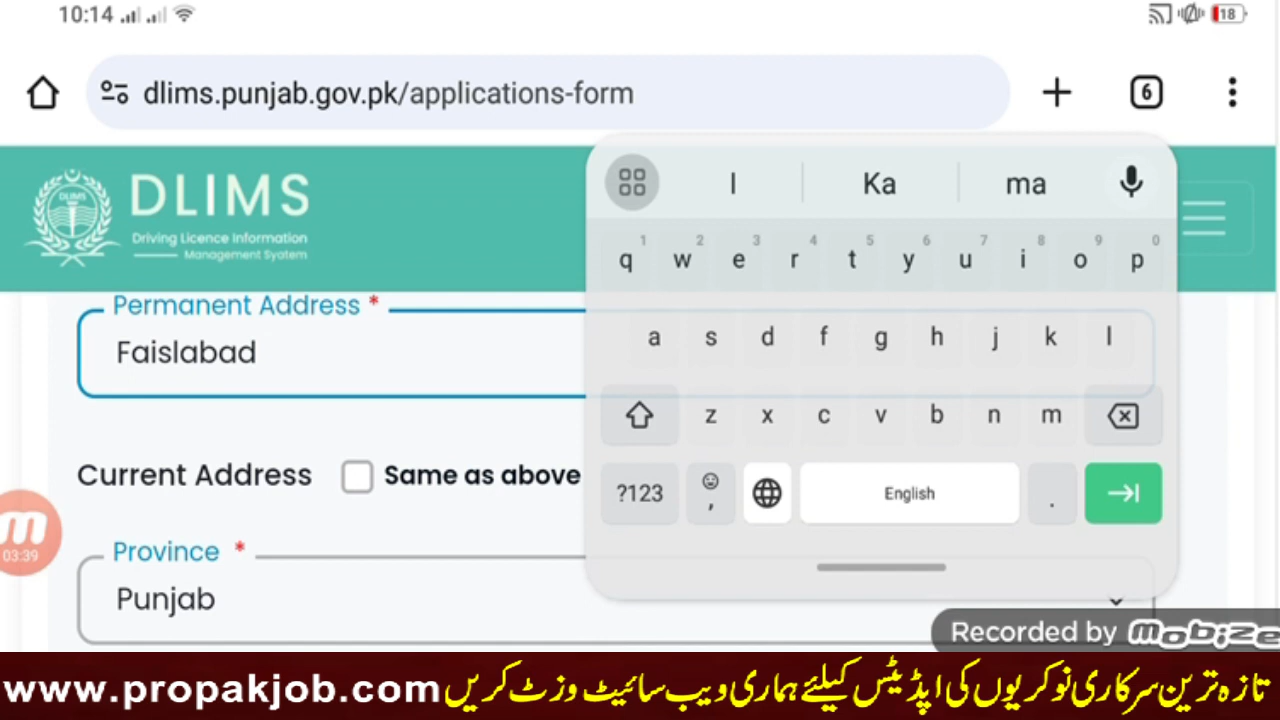 10:14
18
dlims.punjab.gov.pk/applications-form
6
DLIMS
DLIMS
Driving Licence Information
Management System
l Ka ma
1 2 3 4 5 6 7 8 9 0
q w e r t y u i o p
Permanent Address *
Faislabad
a s d f g h j k l
z x c v b n m
Current Address Same as above
?123 , English .
03:39
Province *
Punjab
Recorded by mobize
www.propakjob.com تازہ ترین سرکاری نوکریوں کی اپڈیٹس کیلئے ہماری ویب سائیٹ وزٹ کریں